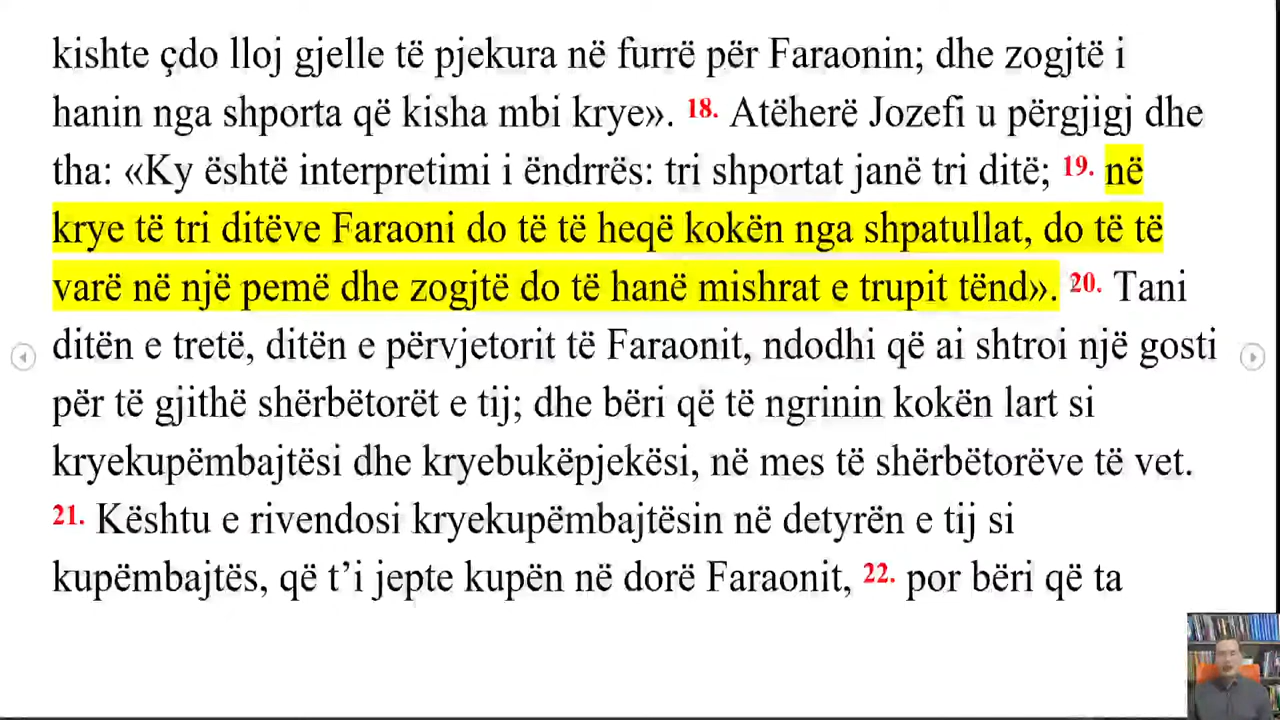 kishte çdo lloj gjelle të pjekura në furrë për Faraonin; dhe zogjtë i
hanin nga shporta që kisha mbi krye». 18. Atëherë Jozefi u përgjigj dhe
tha: «Ky është interpretimi i ëndrrës: tri shportat janë tri ditë; 19. në
krye të tri ditëve Faraoni do të të heqë kokën nga shpatullat, do të të
varë në një pemë dhe zogjtë do të hanë mishrat e trupit tënd». 20. Tani
ditën e tretë, ditën e përvjetorit të Faraonit, ndodhi që ai shtroi një gosti
për të gjithë shërbëtorët e tij; dhe bëri që të ngrinin kokën lart si
kryekupëmbajtësi dhe kryebukëpjekësi, në mes të shërbëtorëve të vet.
21. Kështu e rivendosi kryekupëmbajtësin në detyrën e tij si
kupëmbajtës, që t’i jepte kupën në dorë Faraonit, 22. por bëri që ta